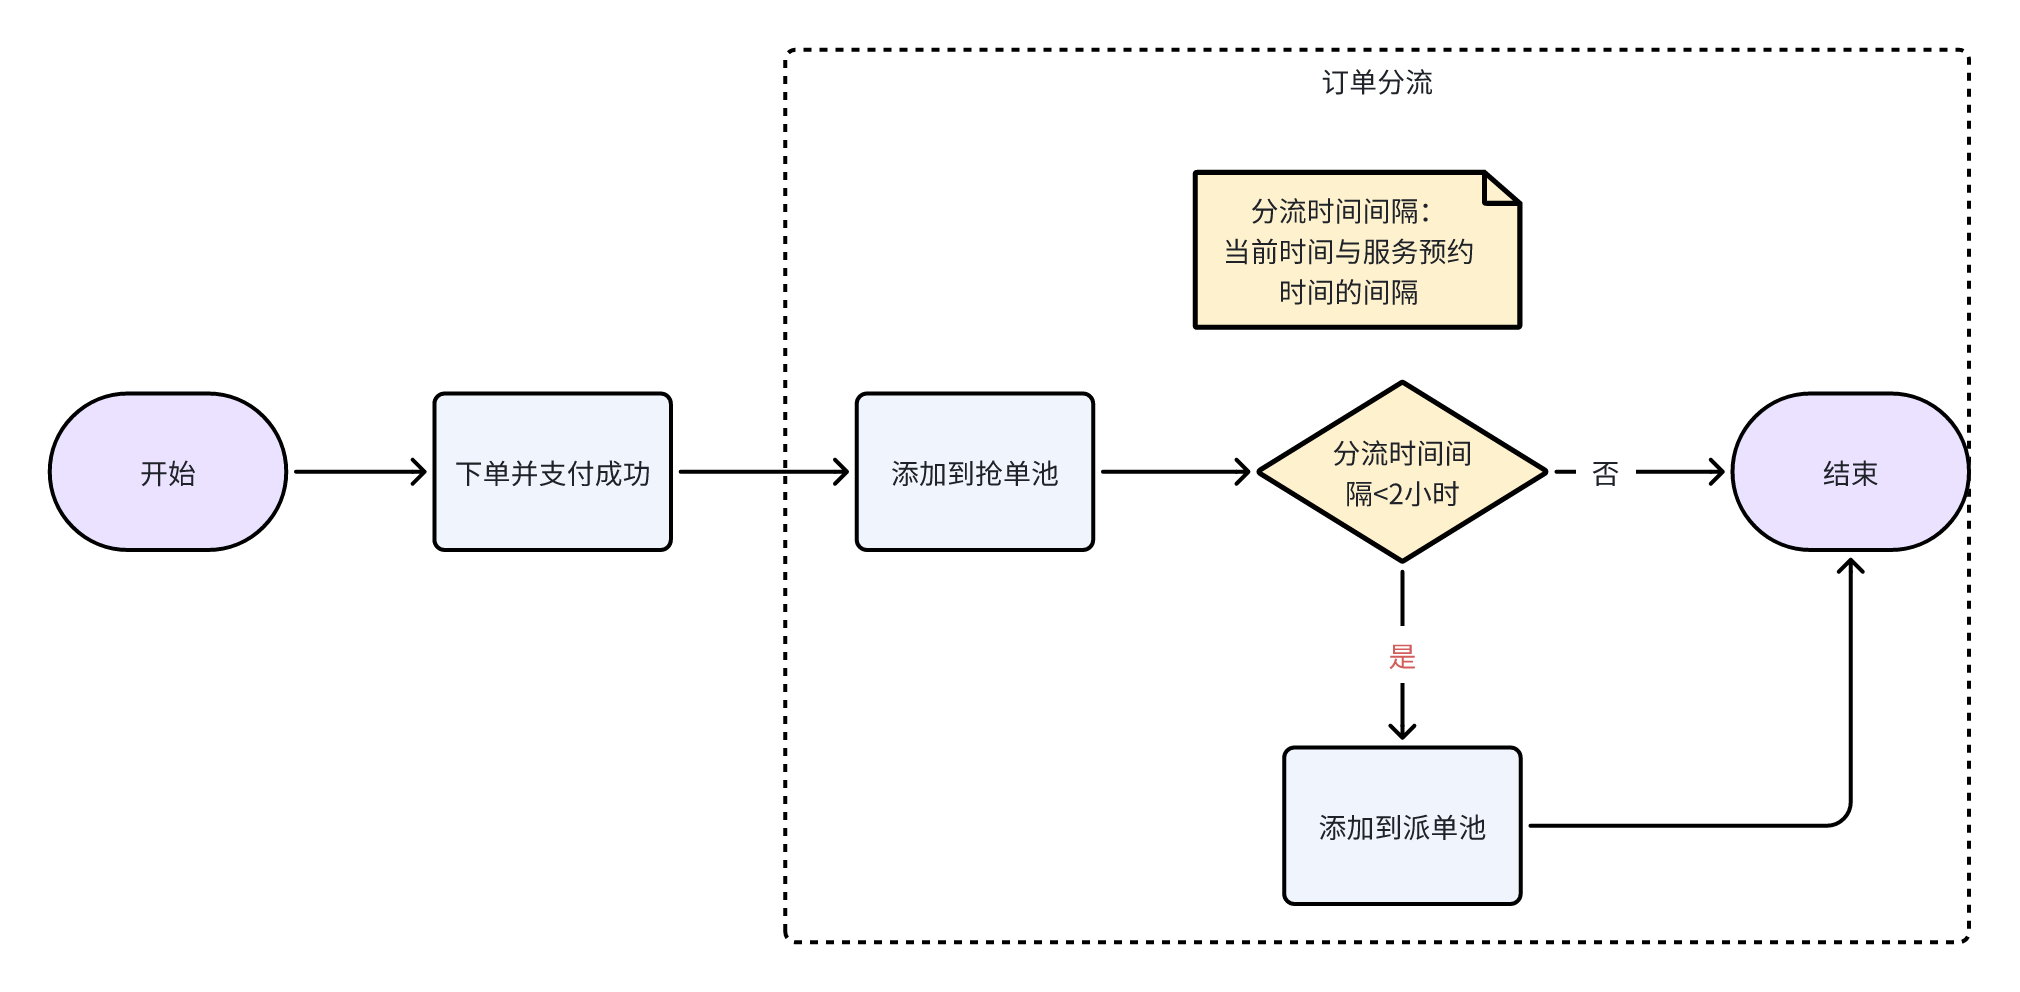 订单分流
分流时间间隔：
当前时间与服务预约
时间的间隔
开始
下单并支付成功
添加到抢单池
分流时间间
隔<2小时
否
结束
是
添加到派单池